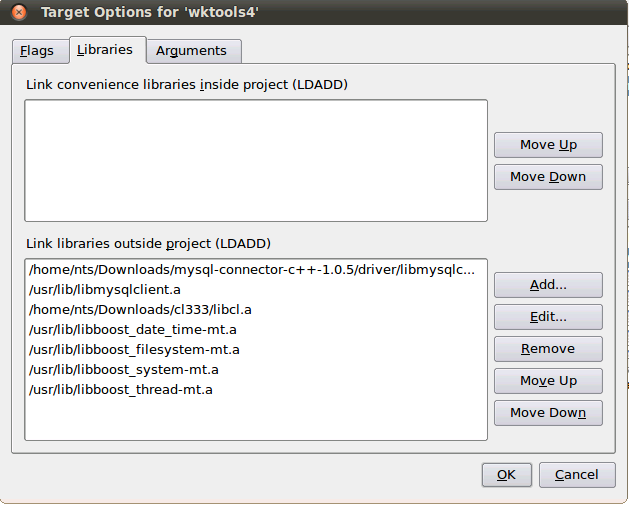 Target Options for 'wktools4'
Flags Libraries Arguments
Link convenience libraries inside project (LDADD)
Move Up
Move Down
Link libraries outside project (LDADD)
/home/nts/Downloads/mysql-connector-c++-1.0.5/driver/libmysqlc...
/usr/lib/libmysqlclient.a
/home/nts/Downloads/cl333/libcl.a
/usr/lib/libboost_date_time-mt.a
/usr/lib/libboost_filesystem-mt.a
/usr/lib/libboost_system-mt.a
/usr/lib/libboost_thread-mt.a
Add...
Edit...
Remove
Move Up
Move Down
OK Cancel